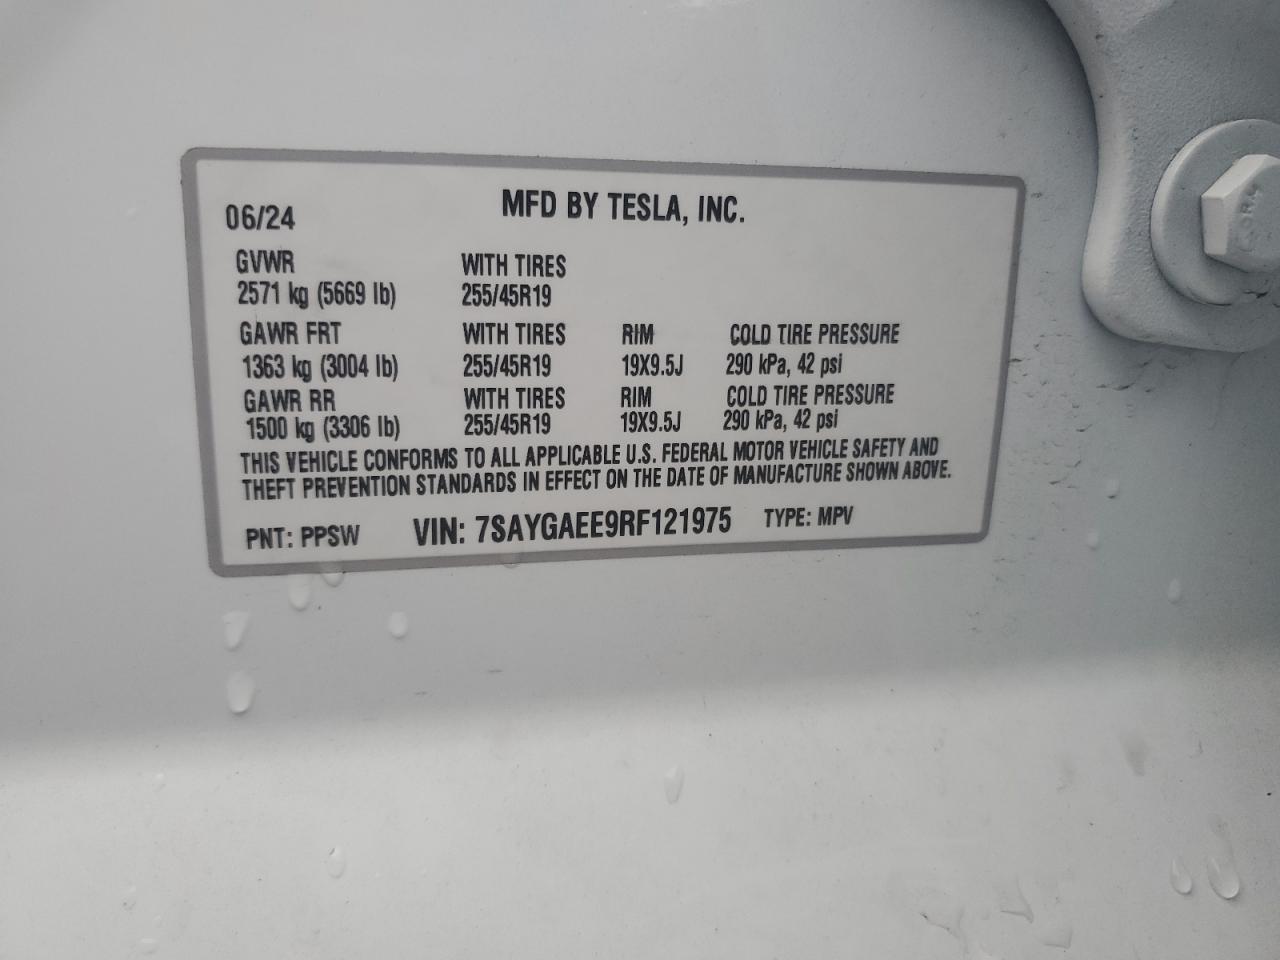 MFD BY TESLA, INC.
06/24
GVWR WITH TIRES
2571 kg (5669 lb) 255/45R19
GAWR FRT WITH TIRES RIM COLD TIRE PRESSURE
1363 kg (3004 lb) 255/45R19 19X9.5J 290 kPa, 42 psi
GAWR RR WITH TIRES RIM COLD TIRE PRESSURE
1500 kg (3306 lb) 255/45R19 19X9.5J 290 kPa, 42 psi
THIS VEHICLE CONFORMS TO ALL APPLICABLE U.S. FEDERAL MOTOR VEHICLE SAFETY AND
THEFT PREVENTION STANDARDS IN EFFECT ON THE DATE OF MANUFACTURE SHOWN ABOVE.
PNT: PPSW VIN: 7SAYGAEE9RF121975 TYPE: MPV